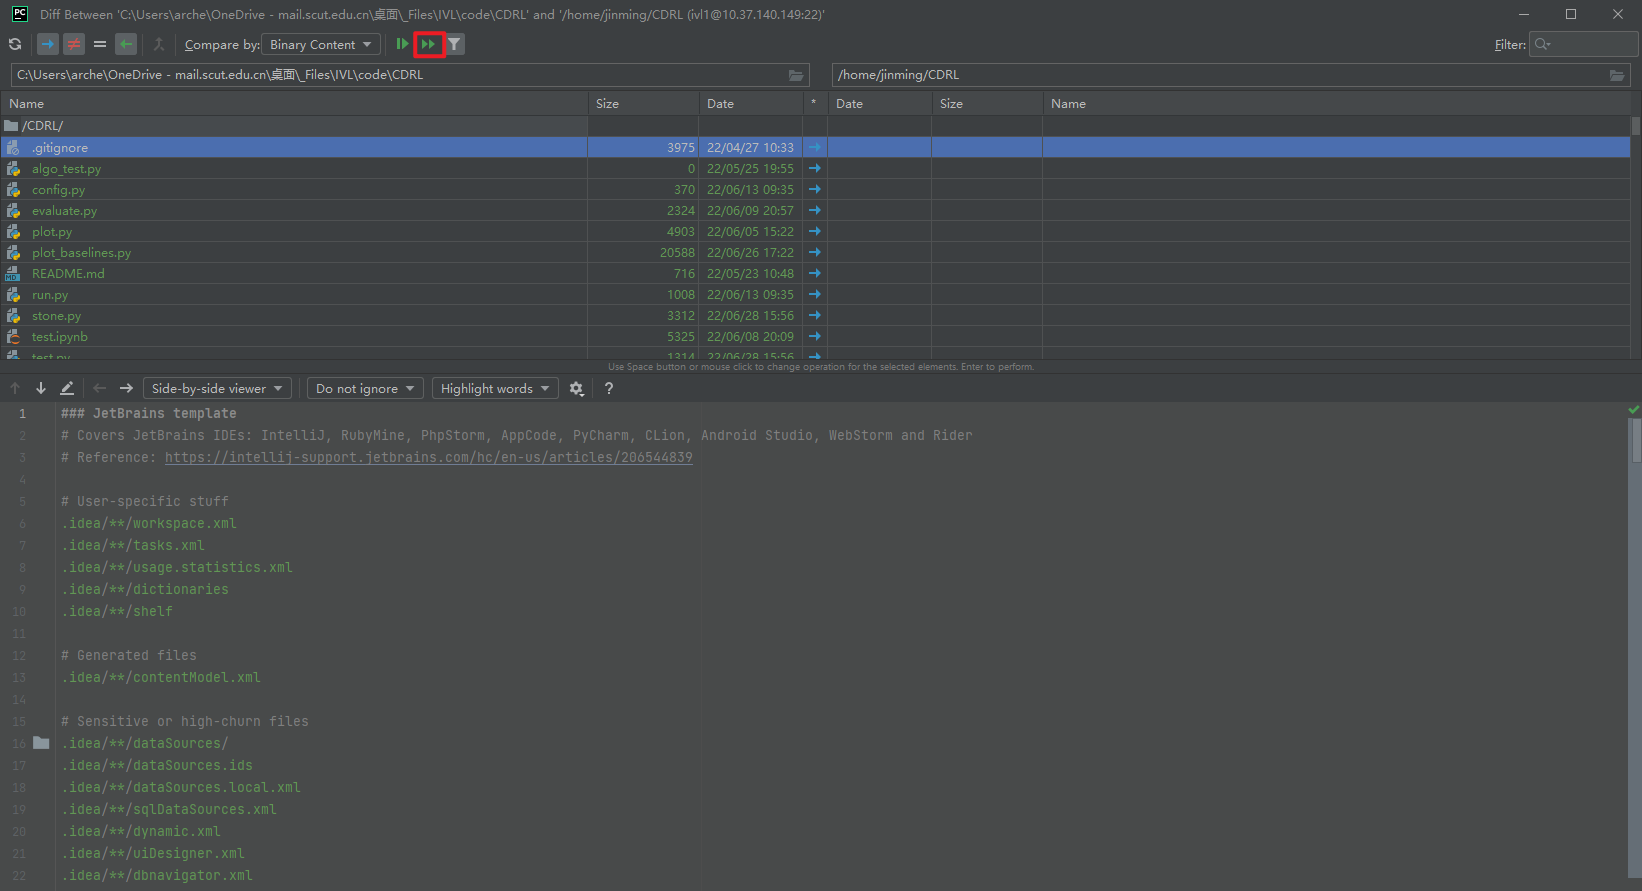 PC Diff Between 'C:\Users\arche\OneDrive - mail.scut.edu.cn\桌面\_Files\IVL\code\CDRL' and '/home/jinming/CDRL (ivl1@10.37.140.149:22)'
Compare by: Binary Content Filter:
C:\Users\arche\OneDrive - mail.scut.edu.cn\桌面\_Files\IVL\code\CDRL /home/jinming/CDRL
Name Size Date * Date Size Name
/CDRL/
.gitignore 3975 22/04/27 10:33
algo_test.py 0 22/05/25 19:55
config.py 370 22/06/13 09:35
evaluate.py 2324 22/06/09 20:57
plot.py 4903 22/06/05 15:22
plot_baselines.py 20588 22/06/26 17:22
README.md 716 22/05/23 10:48
run.py 1008 22/06/13 09:35
stone.py 3312 22/06/28 15:56
test.ipynb 5325 22/06/08 20:09
test.py 1314 22/06/28 15:56
Use Space button or mouse click to change operation for the selected elements. Enter to perform.
Side-by-side viewer Do not ignore Highlight words ?
1 ### JetBrains template
2 # Covers JetBrains IDEs: IntelliJ, RubyMine, PhpStorm, AppCode, PyCharm, CLion, Android Studio, WebStorm and Rider
3 # Reference: https://intellij-support.jetbrains.com/hc/en-us/articles/206544839
4
5 # User-specific stuff
6 .idea/**/workspace.xml
7 .idea/**/tasks.xml
8 .idea/**/usage.statistics.xml
9 .idea/**/dictionaries
10 .idea/**/shelf
11
12 # Generated files
13 .idea/**/contentModel.xml
14
15 # Sensitive or high-churn files
16 .idea/**/dataSources/
17 .idea/**/dataSources.ids
18 .idea/**/dataSources.local.xml
19 .idea/**/sqlDataSources.xml
20 .idea/**/dynamic.xml
21 .idea/**/uiDesigner.xml
22 .idea/**/dbnavigator.xml